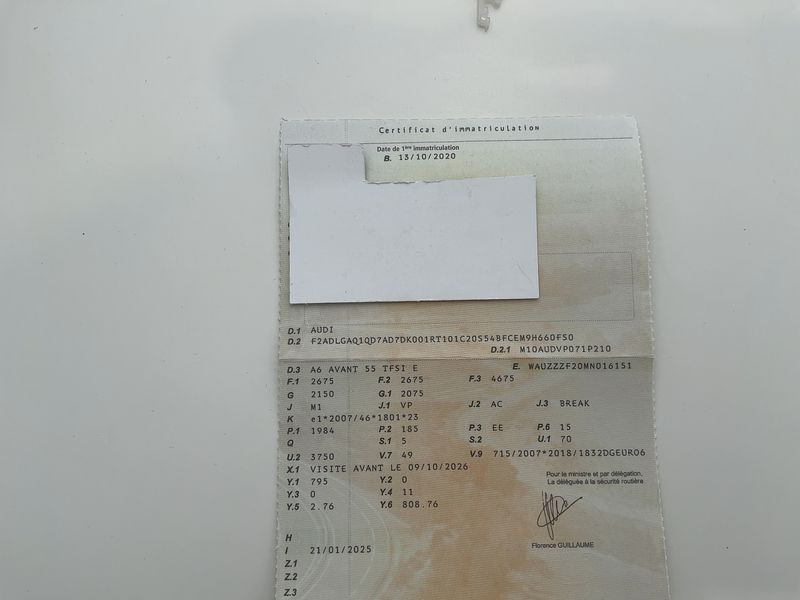 Certificat d'immatriculation
Date de 1ère immatriculation
B. 13/10/2020
D.1 AUDI
D.2 F2ADLGAQ1QD7AD7DK001RT101C20S54BFCEM9H660FS0
D.2.1 M10AUDVP071P210
D.3 A6 AVANT 55 TFSI E E. WAUZZZF20MN016151
F.1 2675 F.2 2675 F.3 4675
G 2150 G.1 2075
J M1 J.1 VP J.2 AC J.3 BREAK
K e1*2007/46*1801*23
P.1 1984 P.2 185 P.3 EE P.6 15
Q S.1 5 S.2 U.1 70
U.2 3750 V.7 49 V.9 715/2007*2018/1832DGEURO6
X.1 VISITE AVANT LE 09/10/2026
Y.1 795 Y.2 0
Y.3 0 Y.4 11
Y.5 2.76 Y.6 808.76
Pour le ministre et par délégation,
La déléguée à la sécurité routière
Florence GUILLAUME
H
I 21/01/2025
Z.1
Z.2
Z.3